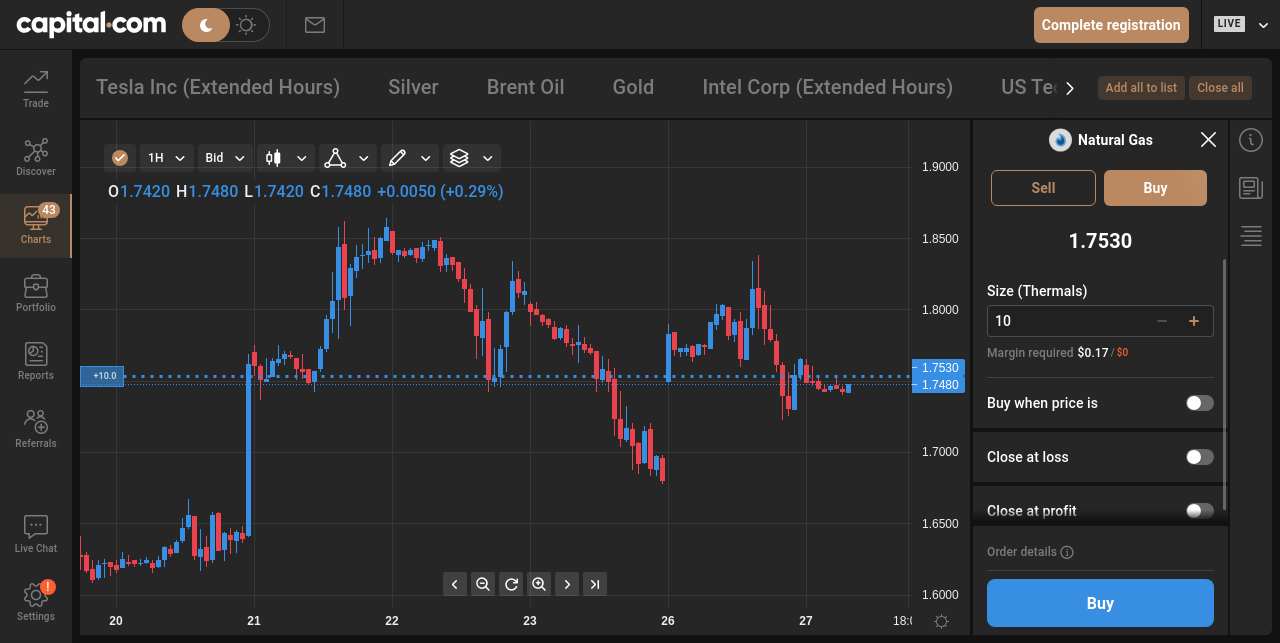 capital.com
Complete registration
LIVE
Trade
Discover
43
Charts
Portfolio
Reports
Referrals
Live Chat
!
Settings
Tesla Inc (Extended Hours)
Silver
Brent Oil
Gold
Intel Corp (Extended Hours)
US Te
Add all to list
Close all
1H
Bid
O1.7420 H1.7480 L1.7420 C1.7480 +0.0050 (+0.29%)
+10.0
1.9000
1.8500
1.8000
1.7530
1.7480
1.7000
1.6500
1.6000
20
21
22
23
26
27
18:
Natural Gas
Sell
Buy
1.7530
Size (Thermals)
10
Margin required $0.17 / $0
Buy when price is
Close at loss
Close at profit
Order details
Buy